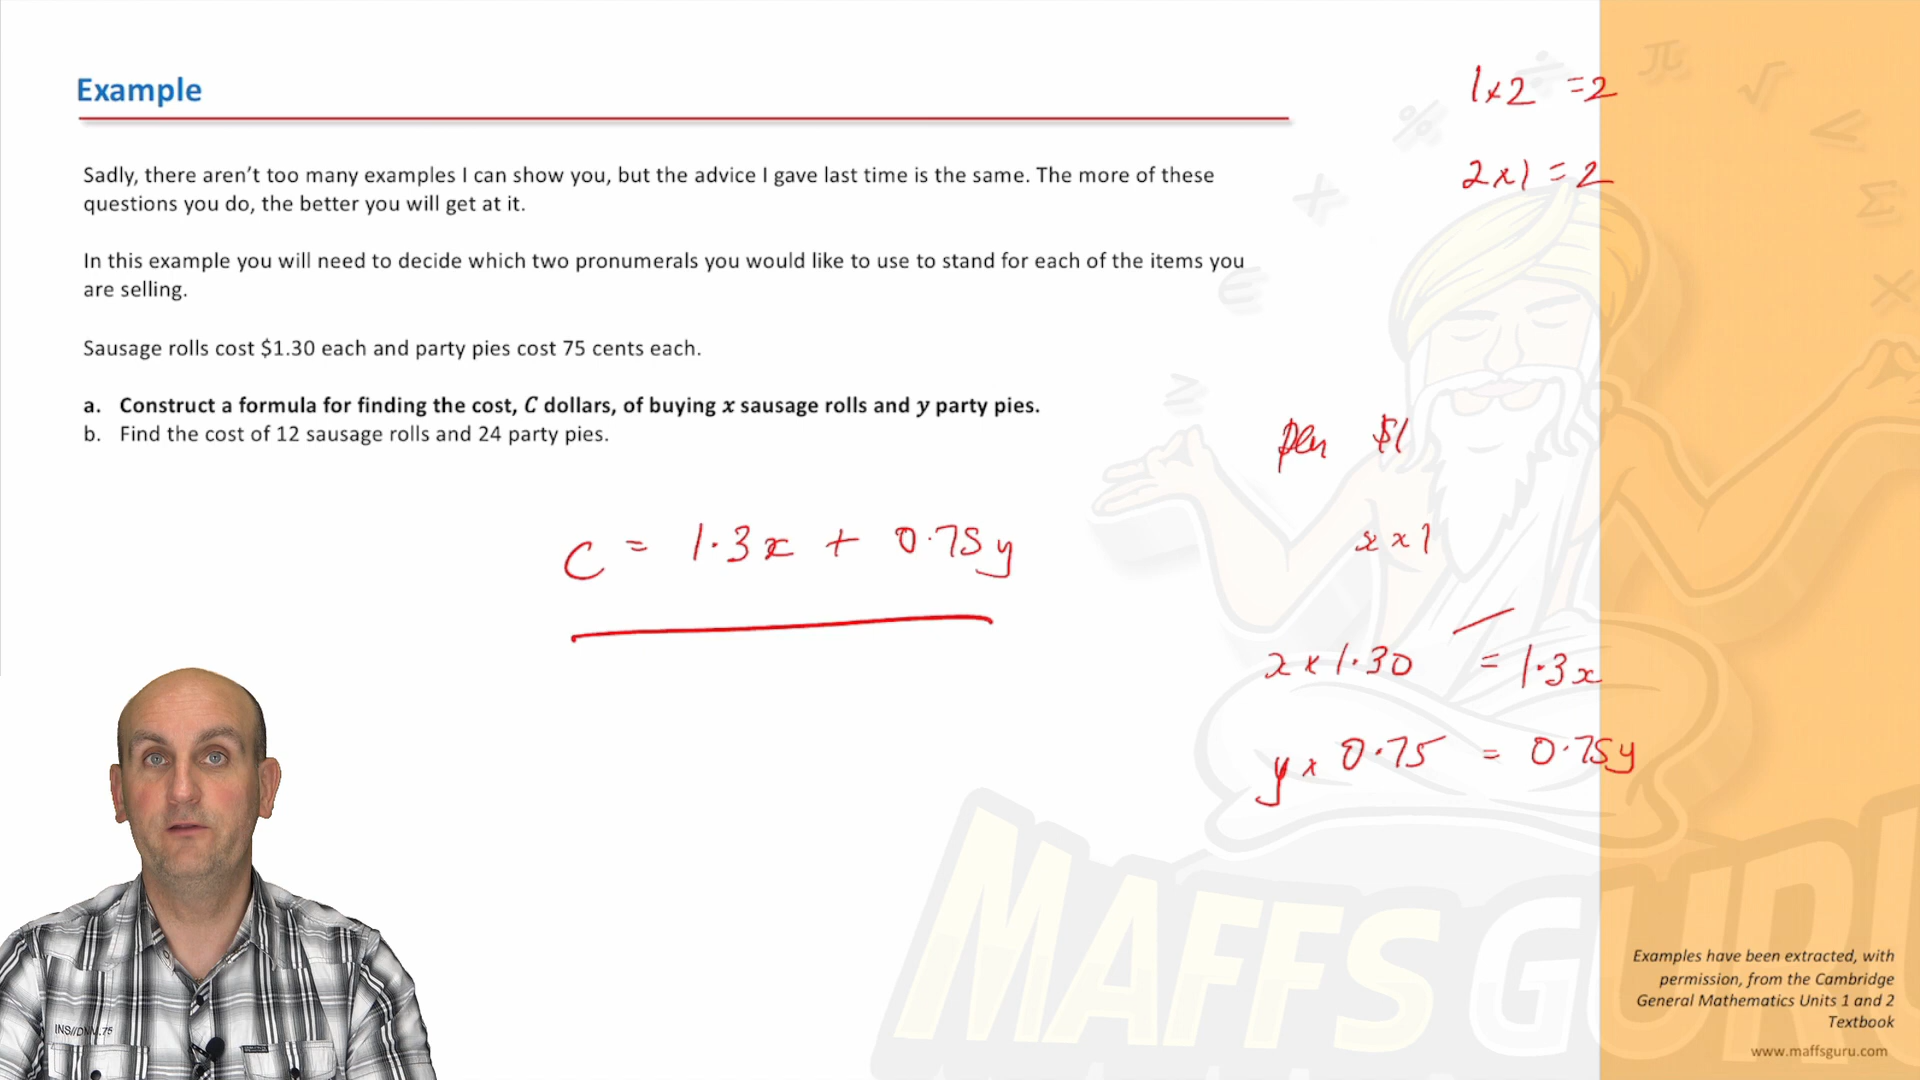 Example
Sadly, there aren't too many examples I can show you, but the advice I gave last time is the same. The more of these
questions you do, the better you will get at it.
In this example you will need to decide which two pronumerals you would like to use to stand for each of the items you
are selling.
Sausage rolls cost $1.30 each and party pies cost 75 cents each.
a. Construct a formula for finding the cost, C dollars, of buying x sausage rolls and y party pies.
b. Find the cost of 12 sausage rolls and 24 party pies.
C = 1.3x + 0.75y
1×2 =2
2×1=2
pen $1
x×1
x×1.30 = 1.3x
y×0.75 = 0.75y
MAFFS GURU
Examples have been extracted, with
permission, from the Cambridge
General Mathematics Units 1 and 2
Textbook
www.maffsguru.com